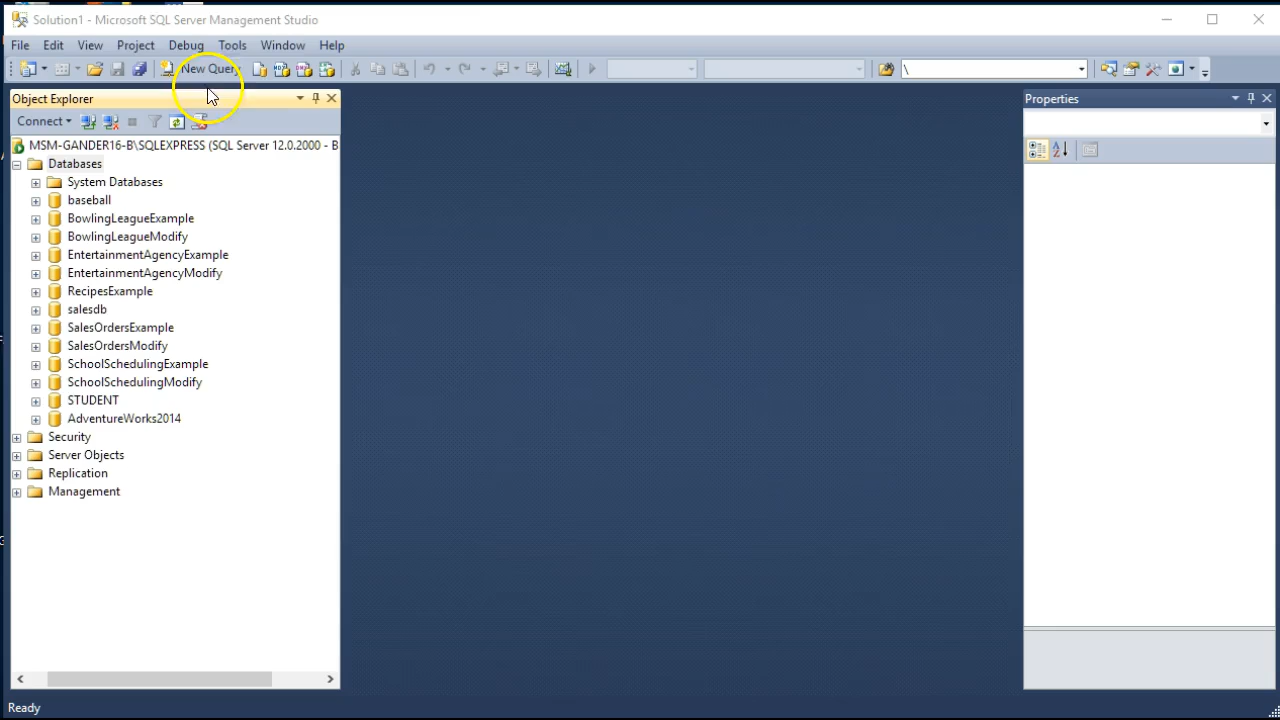 Solution1 - Microsoft SQL Server Management Studio
File Edit View Project Debug Tools Window Help
New Query \
Object Explorer
Connect
MSM-GANDER16-B\SQLEXPRESS (SQL Server 12.0.2000 - B
Databases
System Databases
baseball
BowlingLeagueExample
BowlingLeagueModify
EntertainmentAgencyExample
EntertainmentAgencyModify
RecipesExample
salesdb
SalesOrdersExample
SalesOrdersModify
SchoolSchedulingExample
SchoolSchedulingModify
STUDENT
AdventureWorks2014
Security
Server Objects
Replication
Management
Properties
Ready